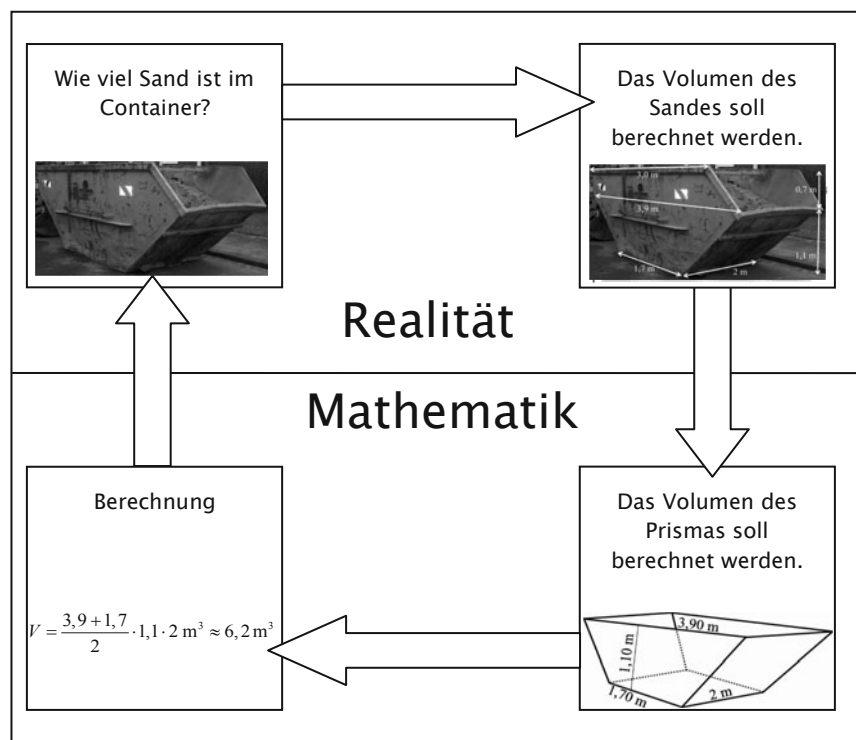 Wie viel Sand ist im
Container?
Das Volumen des
Sandes soll
berechnet werden.
3,0 m
0,7 m
3,9 m
1,1 m
1,7 m
2 m
Realität
Mathematik
Berechnung
V = \frac{3,9+1,7}{2} · 1,1 · 2 m³ ≈ 6,2 m³
Das Volumen des
Prismas soll
berechnet werden.
3,90 m
1,10 m
1,70 m
2 m